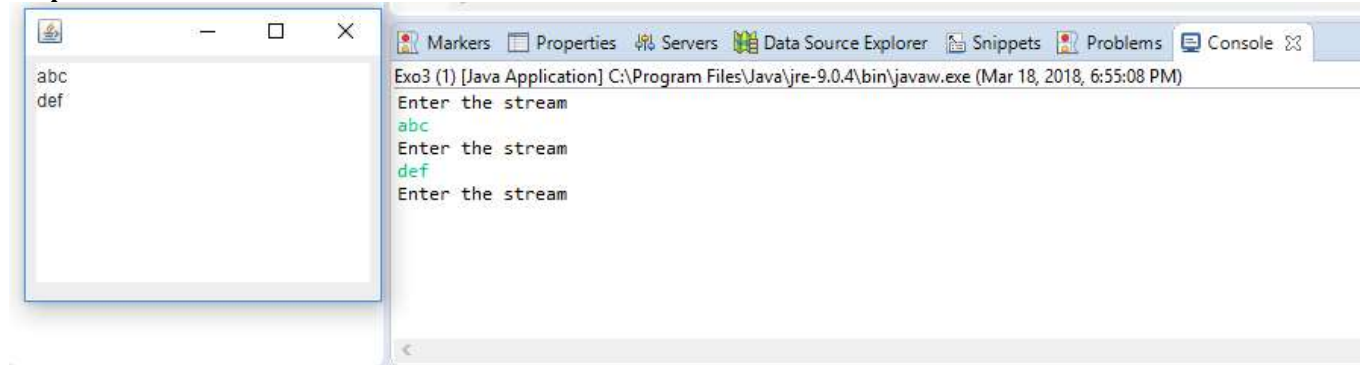 abc
def
Markers Properties Servers Data Source Explorer Snippets Problems Console
Exo3 (1) [Java Application] C:\Program Files\Java\jre-9.0.4\bin\javaw.exe (Mar 18, 2018, 6:55:08 PM)
Enter the stream
abc
Enter the stream
def
Enter the stream